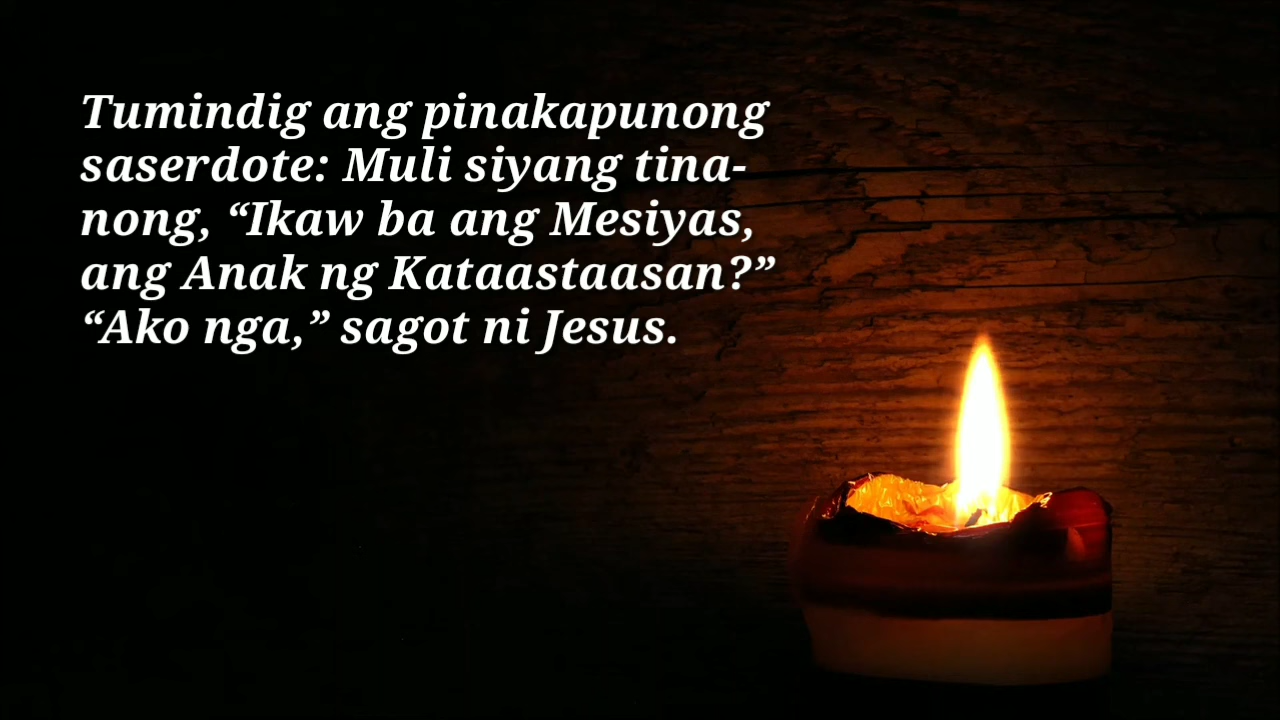 Tumindig ang pinakapunong
saserdote: Muli siyang tina-
nong, “Ikaw ba ang Mesiyas,
ang Anak ng Kataastaasan?”
“Ako nga,” sagot ni Jesus.